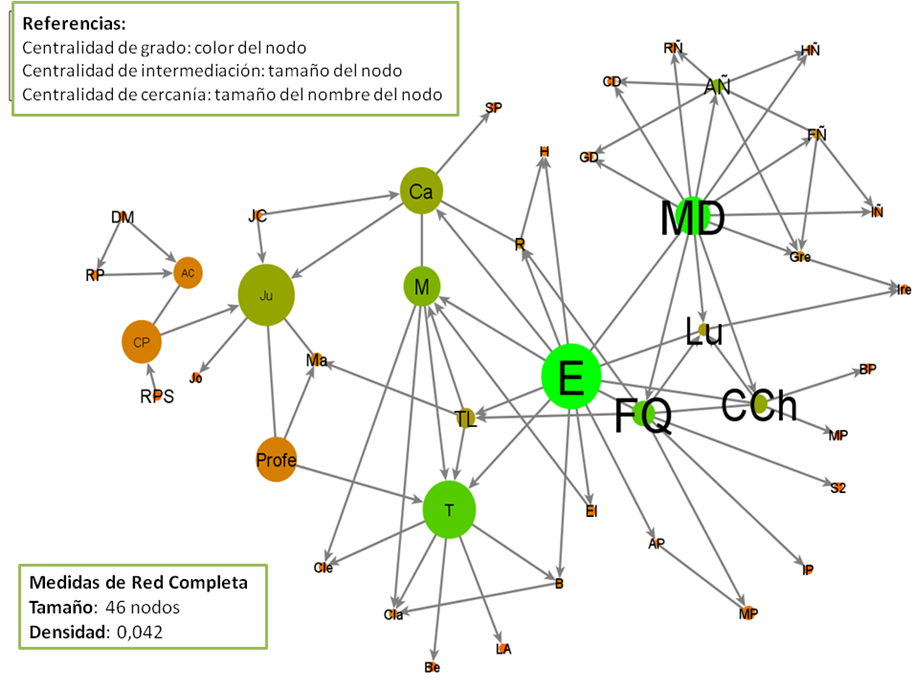 Referencias:
Centralidad de grado: color del nodo
Centralidad de intermediación: tamaño del nodo
Centralidad de cercanía: tamaño del nombre del nodo
RÑ
HÑ
CD
AÑ
SP
FÑ
H
GD
Ca
DM
JC
MD
IÑ
R
Gre
RP
AC
M
Ju
Ire
Lu
CP
Ma
E
BP
Jo
RPS
CCh
FQ
TL
MP
Profe
S2
T
EI
AP
Cle
IP
B
Medidas de Red Completa
Tamaño: 46 nodos
Densidad: 0,042
Cla
MP
LA
Be